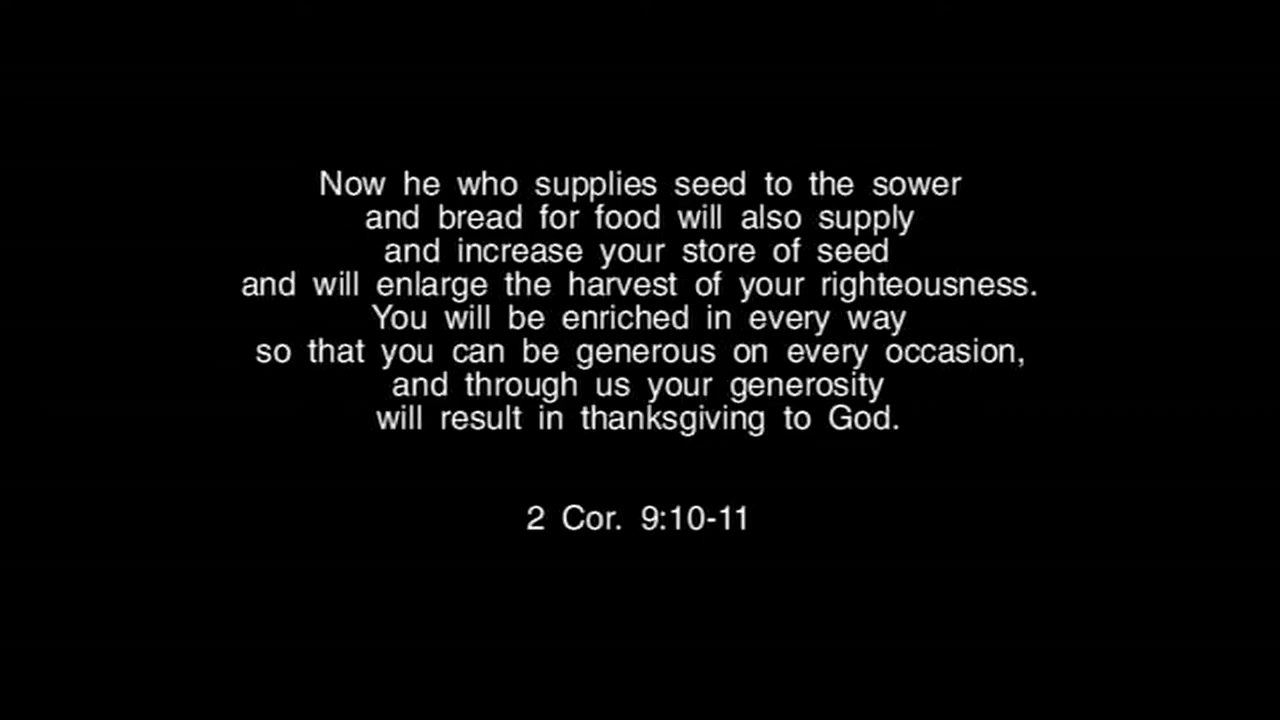 Now he who supplies seed to the sower
and bread for food will also supply
and increase your store of seed
and will enlarge the harvest of your righteousness.
You will be enriched in every way
so that you can be generous on every occasion,
and through us your generosity
will result in thanksgiving to God.
2 Cor. 9:10-11